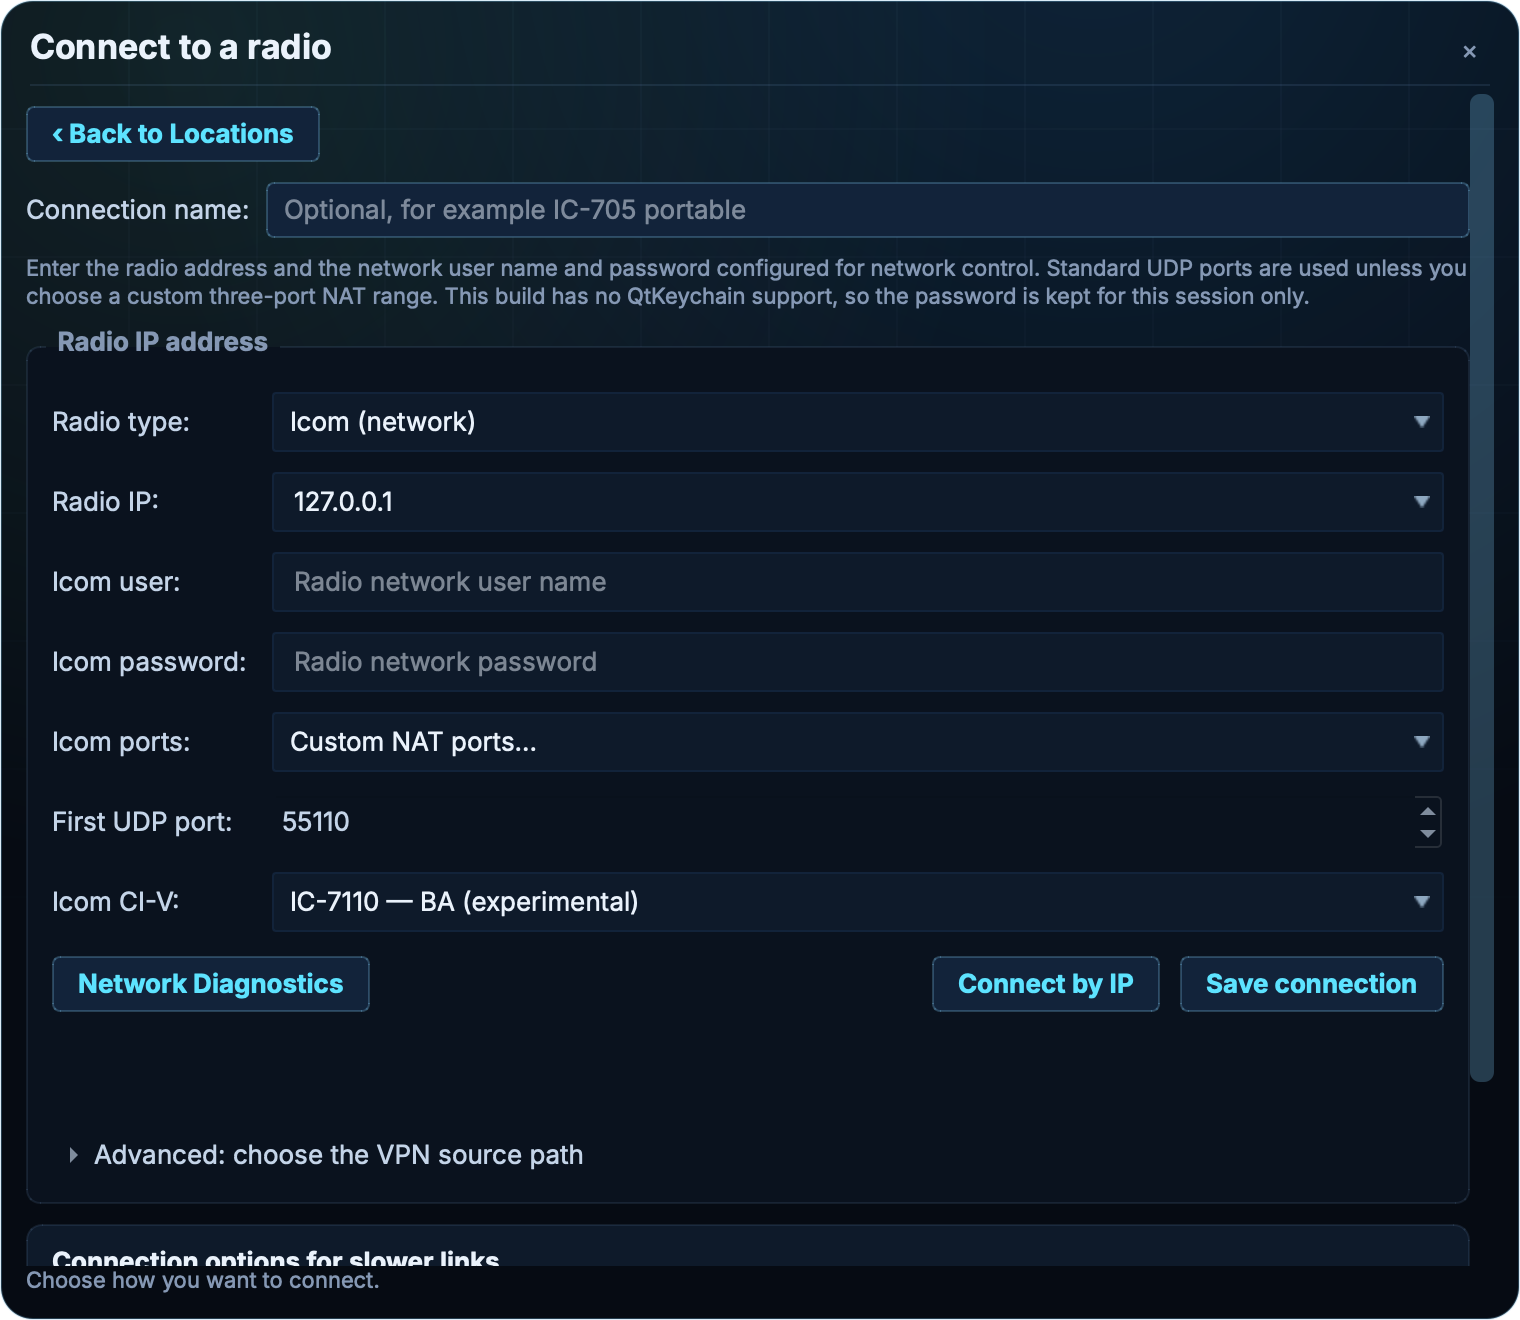 Connect to a radio
×
‹ Back to Locations
Connection name: Optional, for example IC-705 portable
Enter the radio address and the network user name and password configured for network control. Standard UDP ports are used unless you
choose a custom three-port NAT range. This build has no QtKeychain support, so the password is kept for this session only.
Radio IP address
Radio type: Icom (network)
Radio IP: 127.0.0.1
Icom user: Radio network user name
Icom password: Radio network password
Icom ports: Custom NAT ports...
First UDP port: 55110
Icom CI-V: IC-7110 — BA (experimental)
Network Diagnostics Connect by IP Save connection
Advanced: choose the VPN source path
Connection options for slower links
Choose how you want to connect.